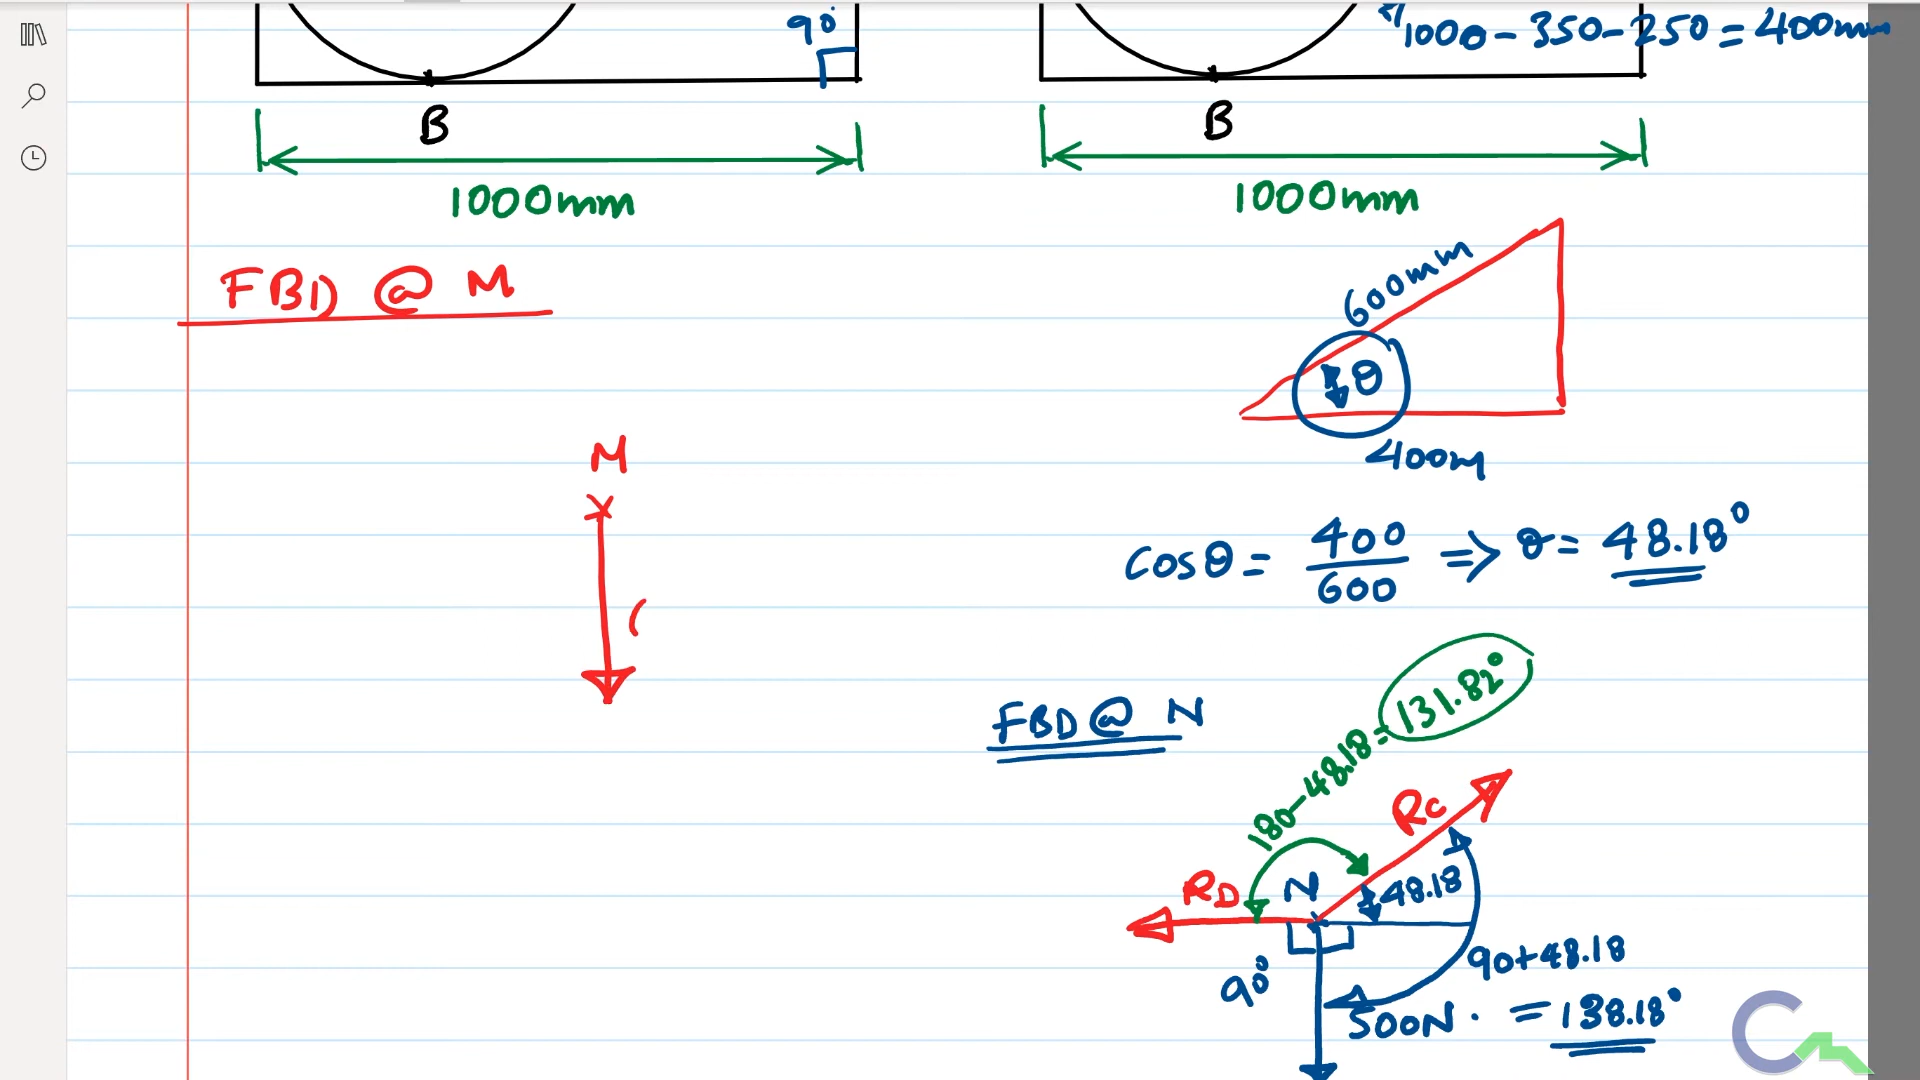 90°
1000 - 350 - 250 = 400mm
B
B
1000mm
1000mm
FBD @ M
600mm
θ
400m
M
cosθ = 400/600 => θ = 48.18°
FBD @ N
180-48.18 = 131.82°
RC
RD
N
48.18
90°
90+48.18
= 138.18°
500N.